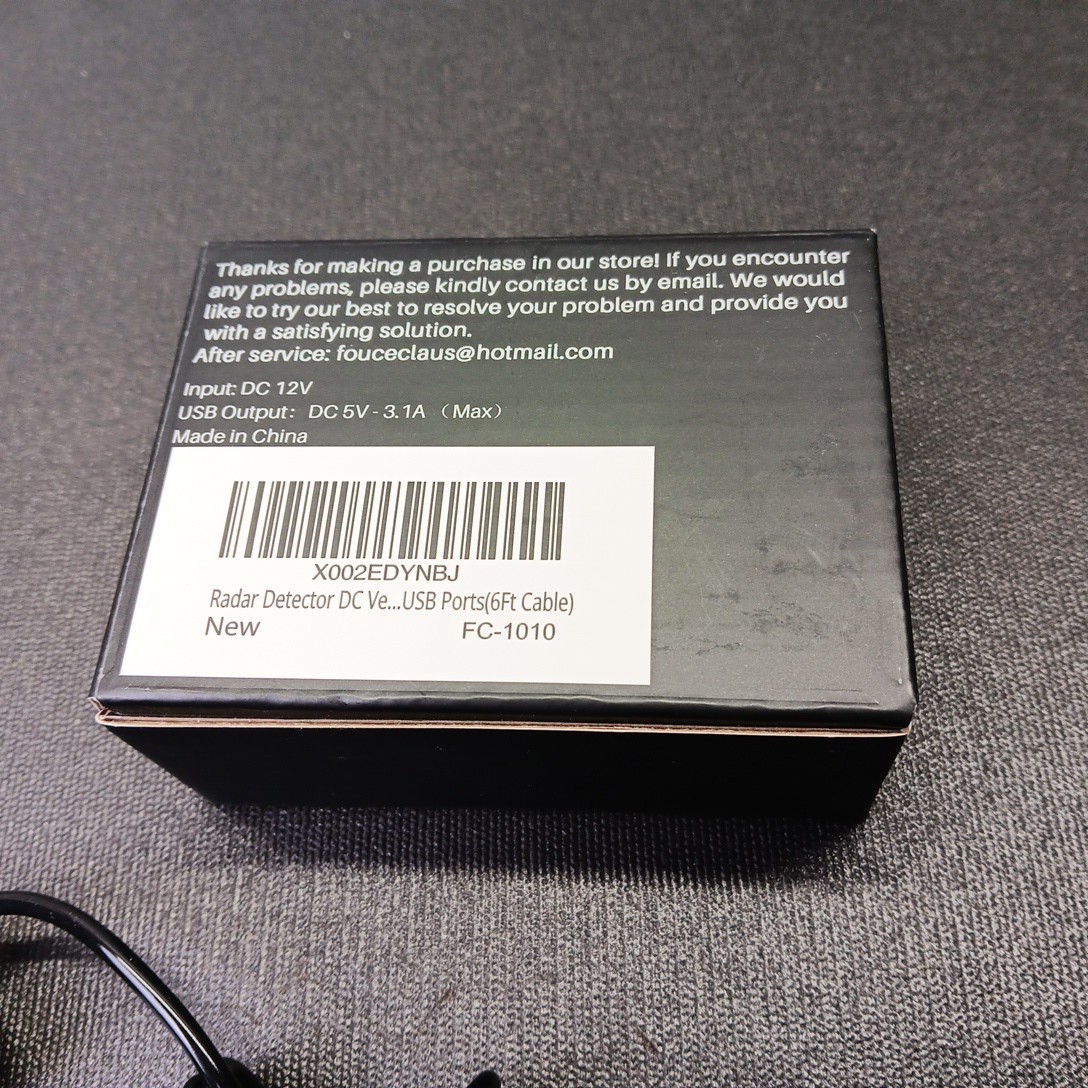 Thanks for making a purchase in our store! If you encounter
any problems, please kindly contact us by email. We would
like to try our best to resolve your problem and provide you
with a satisfying solution.
After service: fouceclaus@hotmail.com
Input: DC 12V
USB Output： DC 5V - 3.1A （Max）
Made in China
X002EDYNBJ
Radar Detector DC Ve...USB Ports(6Ft Cable)
New FC-1010